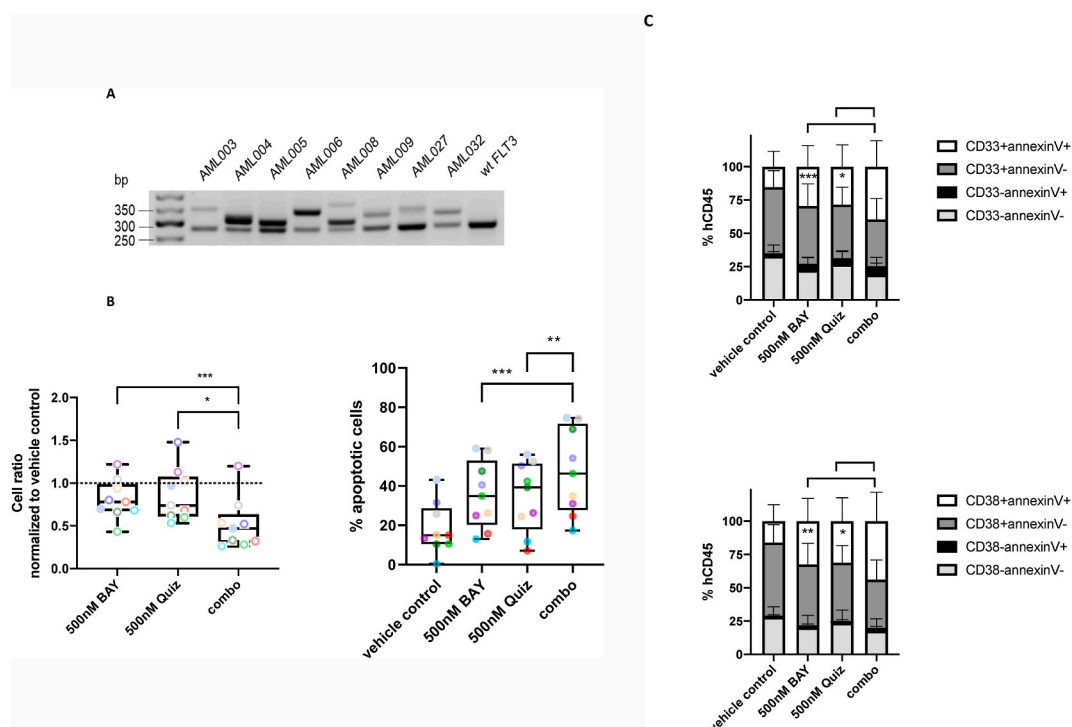 A
AML003
AML004
AML005
AML006
AML008
AML009
AML027
AML032
wt FLT3
bp
350
300
250
B
Cell ratio
normalized to vehicle control
2.0
1.5
1.0
0.5
0.0
***
*
500nM BAY
500nM Quiz
combo
% apoptotic cells
100
80
60
40
20
0
***
**
vehicle control
500nM BAY
500nM Quiz
combo
C
% hCD45
100
75
50
25
0
***
*
vehicle control
500nM BAY
500nM Quiz
combo
CD33+annexinV+
CD33+annexinV-
CD33-annexinV+
CD33-annexinV-
% hCD45
100
75
50
25
0
**
*
vehicle control
500nM BAY
500nM Quiz
combo
CD38+annexinV+
CD38+annexinV-
CD38-annexinV+
CD38-annexinV-